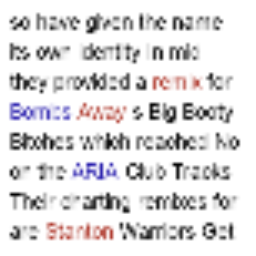 so have given the name
its own identity in mid
they provided a remix for
Bombs Away s Big Booty
Bitches which reached No
on the ARIA Club Tracks
Their charting remixes for
are Stanton Warriors Get